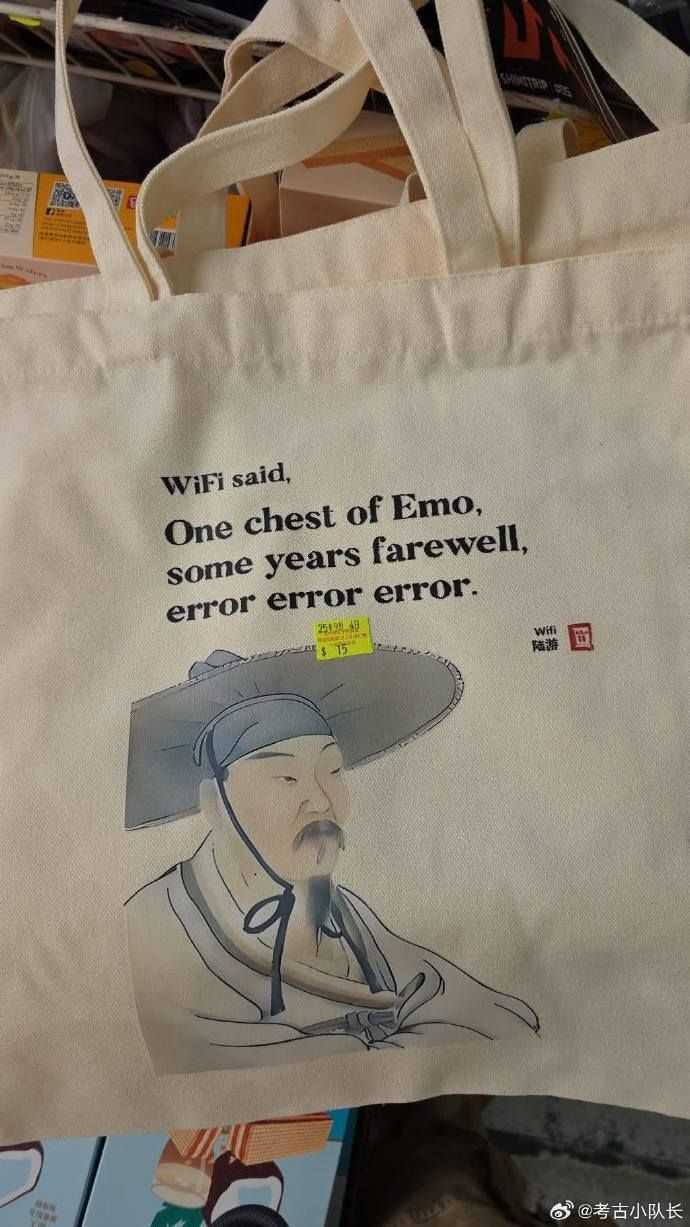 SHINETRIP
WiFi said,
One chest of Emo,
some years farewell,
error error error.
Wifi
陆游
$ 15
@考古小队长